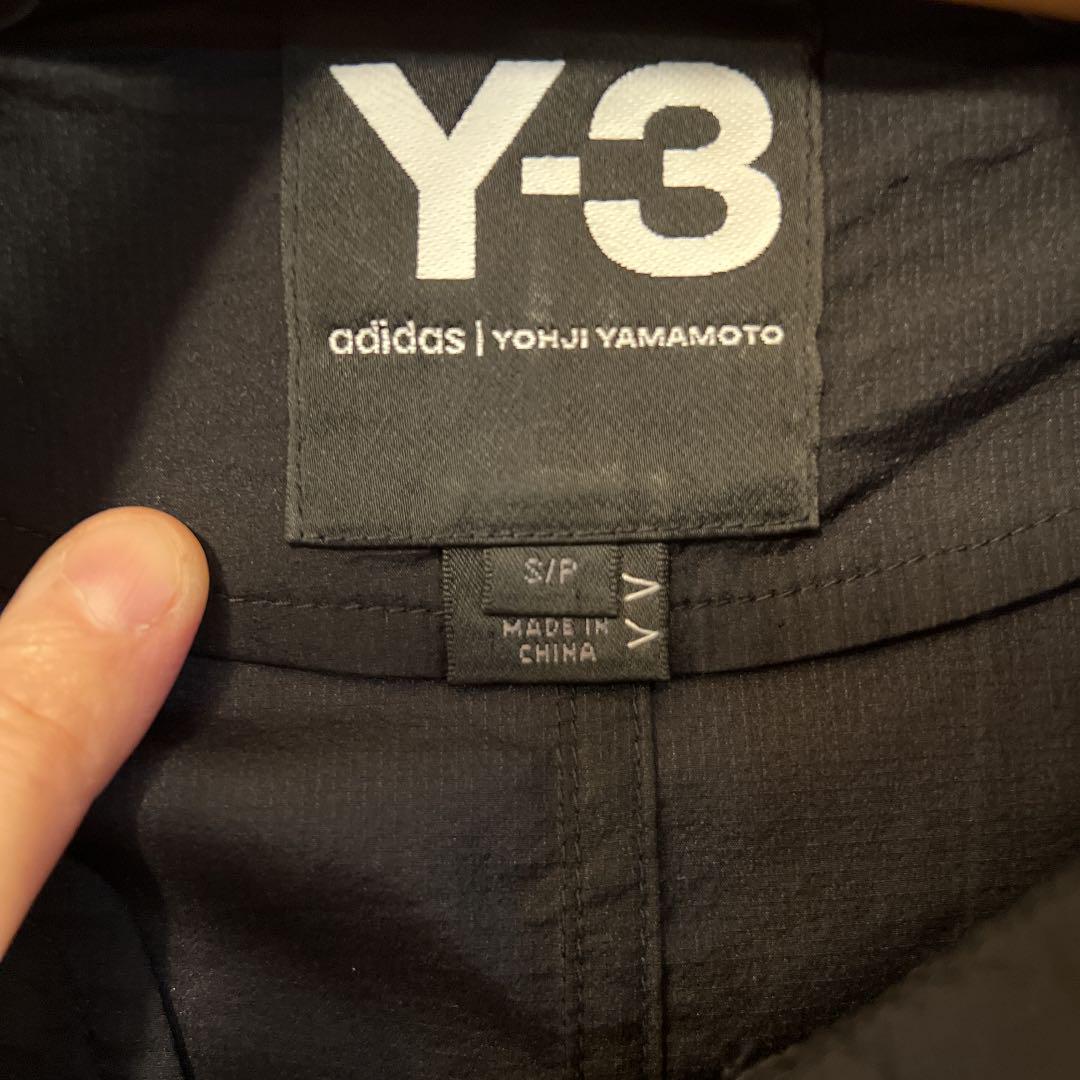 Y-3
adidas | YOHJI YAMAMOTO
S/P
MADE IN
CHINA